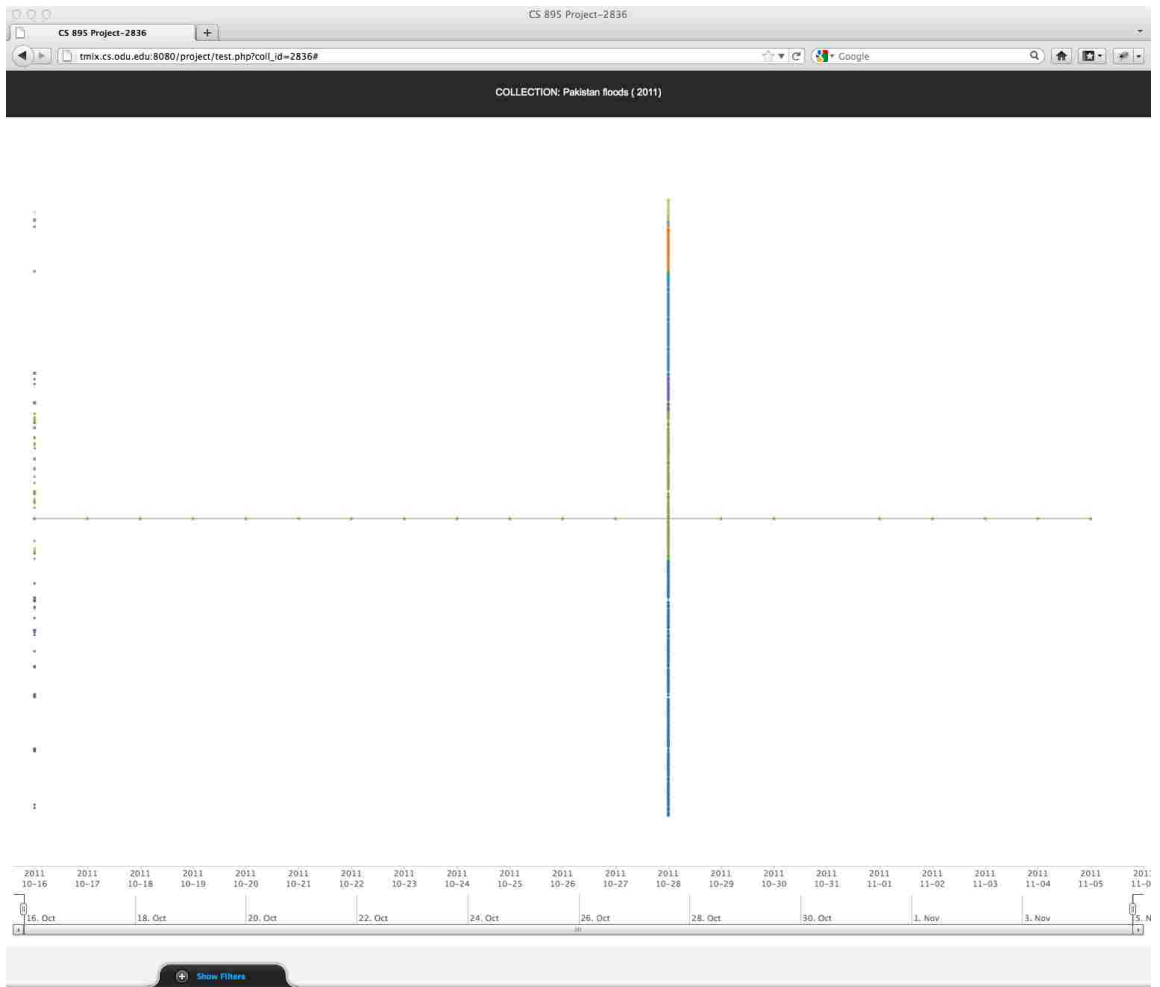 CS 895 Project-2836
CS 895 Project-2836
tmix.cs.odu.edu:8080/project/test.php?coll_id=2836#
Google
COLLECTION: Pakistan floods ( 2011)
2011 2011 2011 2011 2011 2011 2011 2011 2011 2011 2011 2011 2011 2011 2011 2011 2011 2011 2011 2011 2011
10-16 10-17 10-18 10-19 10-20 10-21 10-22 10-23 10-24 10-25 10-26 10-27 10-28 10-29 10-30 10-31 11-01 11-02 11-03 11-04 11-05
16. Oct 18. Oct 20. Oct 22. Oct 24. Oct 26. Oct 28. Oct 30. Oct 1. Nov 3. Nov
Show Filters